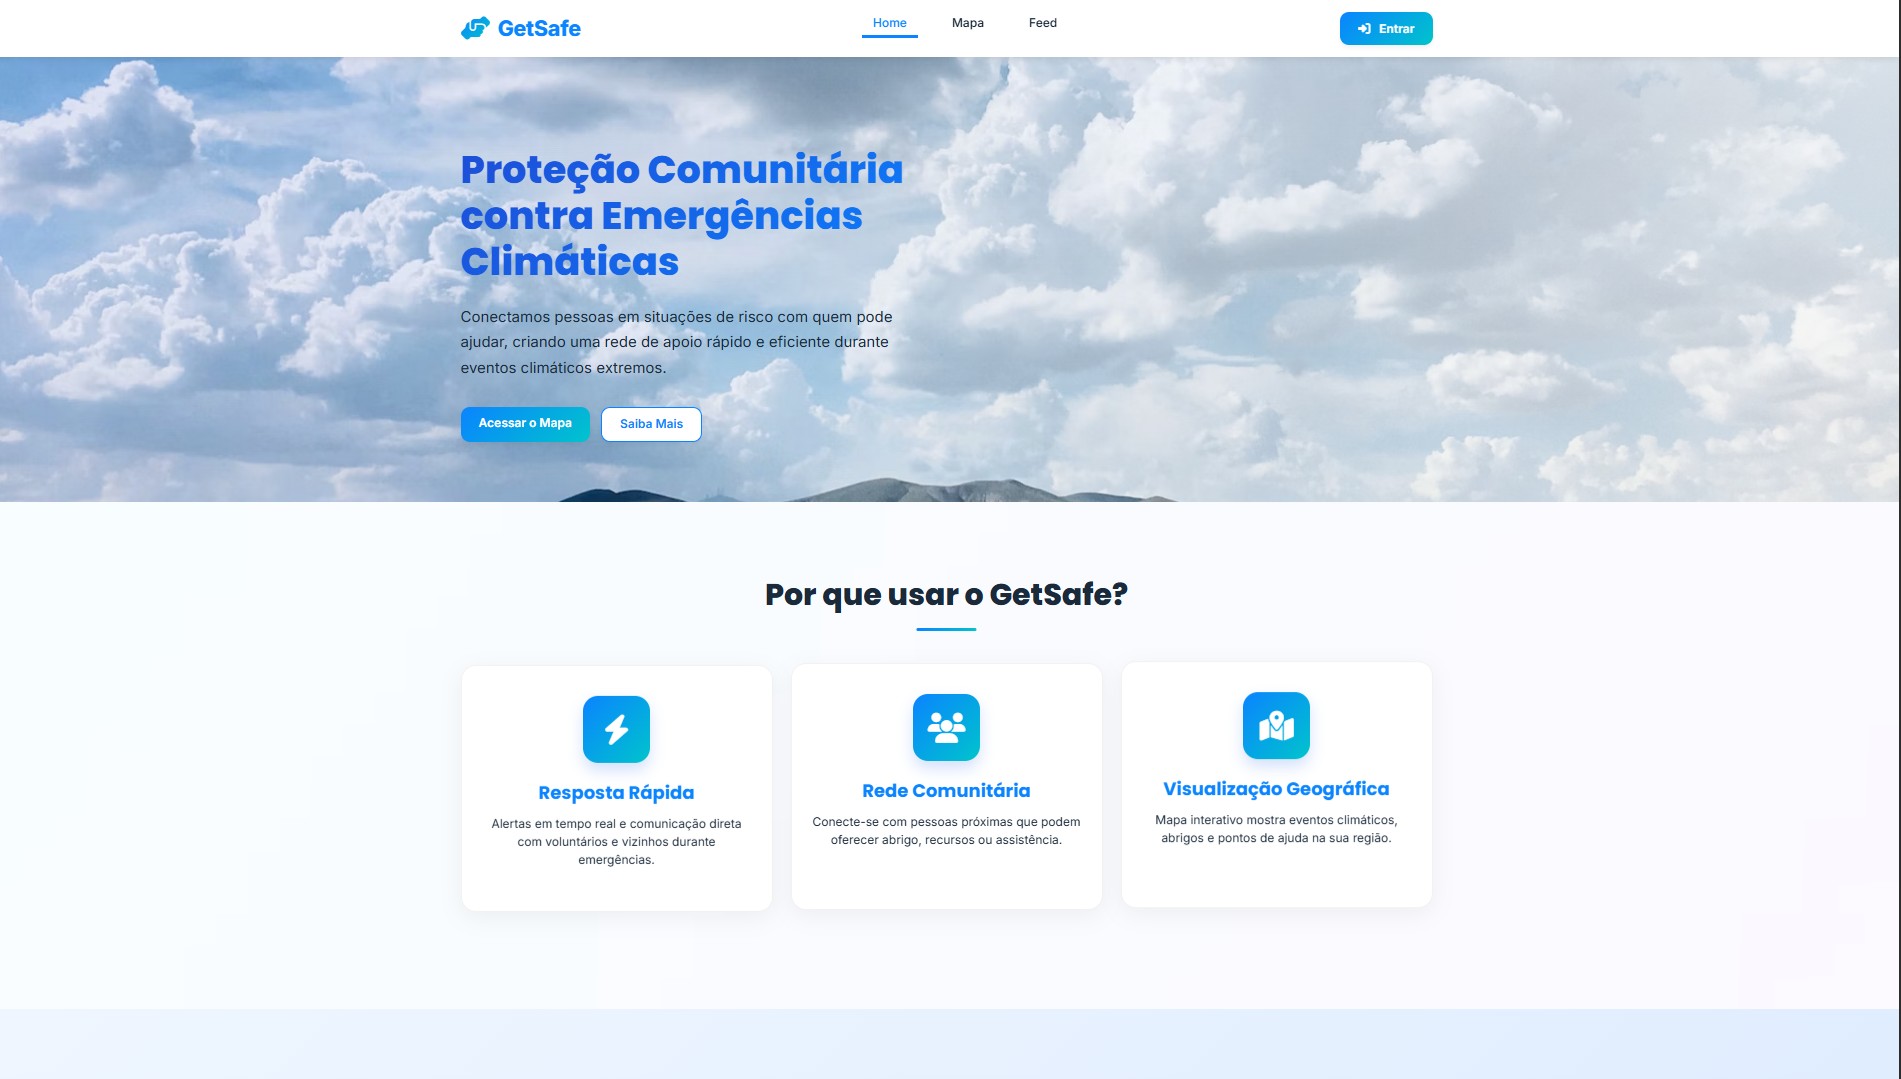 GetSafe
Home
Mapa
Feed
Entrar
Proteção Comunitária
contra Emergências
Climáticas
Conectamos pessoas em situações de risco com quem pode
ajudar, criando uma rede de apoio rápido e eficiente durante
eventos climáticos extremos.
Acessar o Mapa
Saiba Mais
Por que usar o GetSafe?
Resposta Rápida
Alertas em tempo real e comunicação direta
com voluntários e vizinhos durante
emergências.
Rede Comunitária
Conecte-se com pessoas próximas que podem
oferecer abrigo, recursos ou assistência.
Visualização Geográfica
Mapa interativo mostra eventos climáticos,
abrigos e pontos de ajuda na sua região.